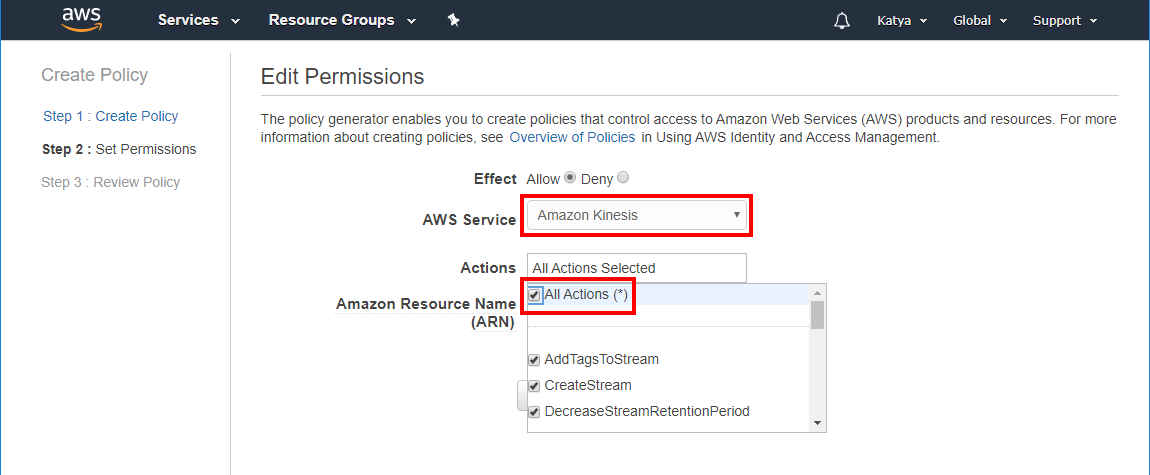 aws Services Resource Groups Katya Global Support
Create Policy
Step 1 : Create Policy
Step 2 : Set Permissions
Step 3 : Review Policy
Edit Permissions
The policy generator enables you to create policies that control access to Amazon Web Services (AWS) products and resources. For more
information about creating policies, see Overview of Policies in Using AWS Identity and Access Management.
Effect Allow Deny
AWS Service Amazon Kinesis
Actions All Actions Selected
Amazon Resource Name
(ARN)
All Actions (*)
AddTagsToStream
CreateStream
DecreaseStreamRetentionPeriod